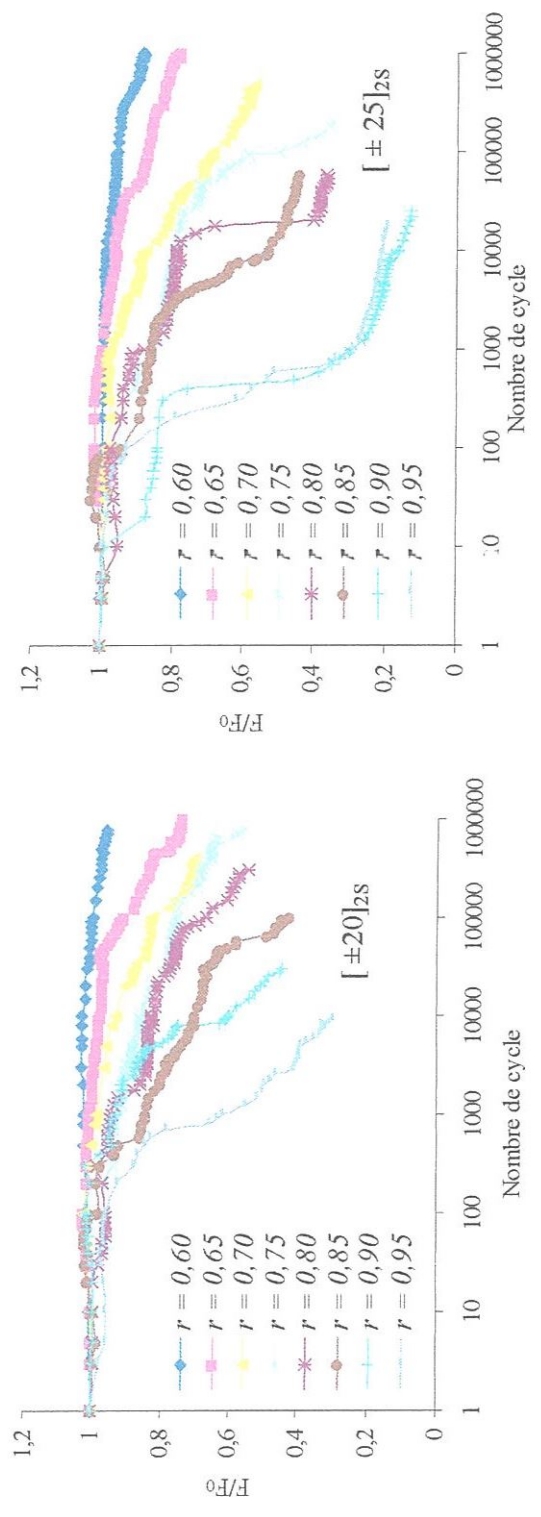 1,2
1
0,8
0,6
0,4
0,2
0
F/F0
1
10
100
1000
10000
100000
1000000
Nombre de cycle
r = 0,60
r = 0,65
r = 0,70
r = 0,75
r = 0,80
r = 0,85
r = 0,90
r = 0,95
[±20]2S
1,2
1
0,8
0,6
0,4
0,2
0
F/F0
1
10
100
1000
10000
100000
1000000
Nombre de cycle
r = 0,60
r = 0,65
r = 0,70
r = 0,75
r = 0,80
r = 0,85
r = 0,90
r = 0,95
[ ± 25]2S